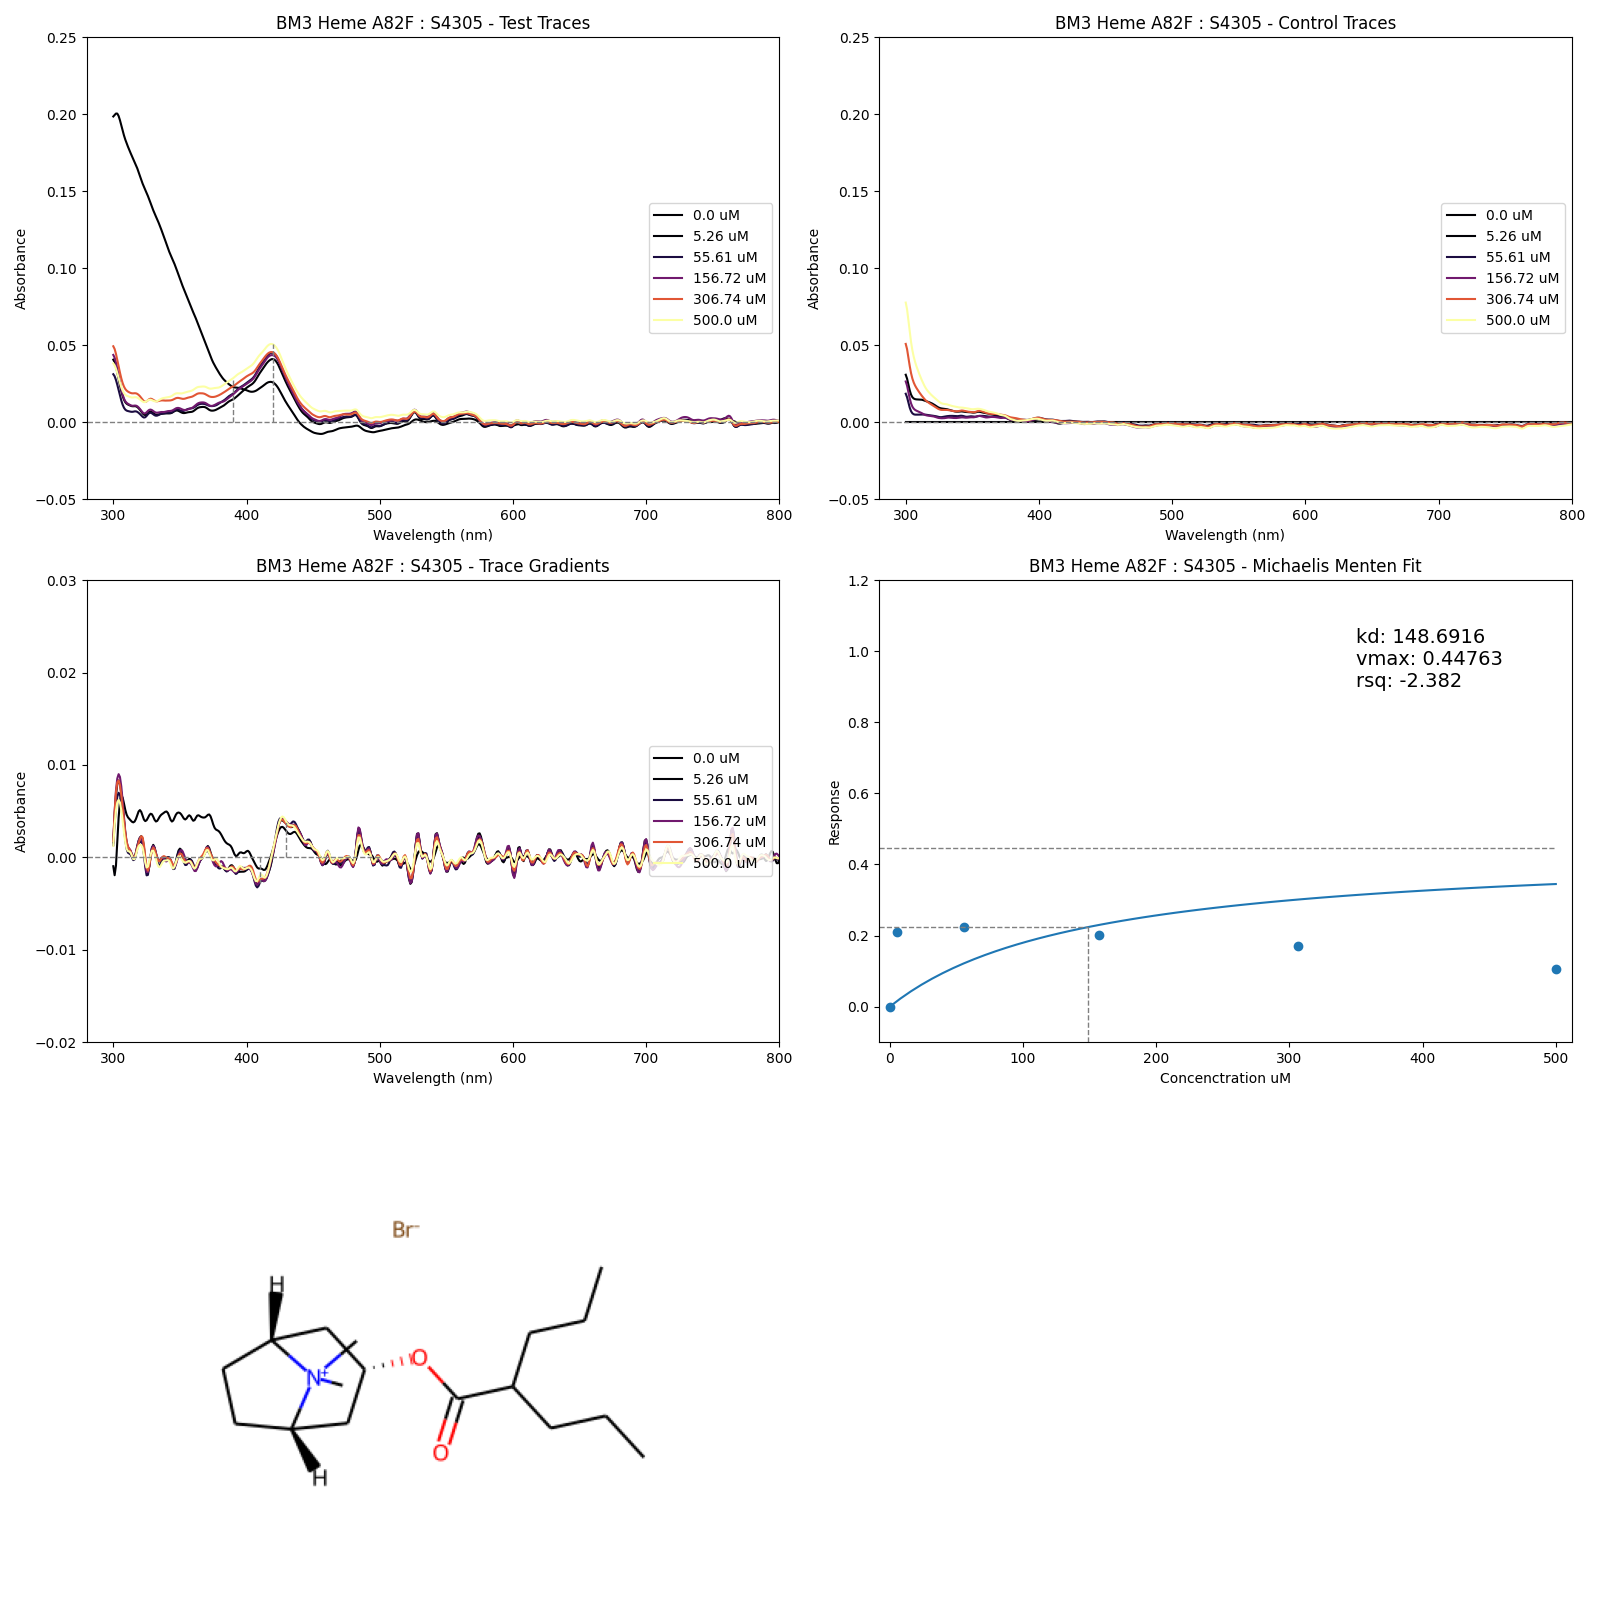 BM3 Heme A82F : S4305 - Test Traces
0.25
0.20
0.15
0.10
0.05
0.00
−0.05
Absorbance
300 400 500 600 700 800
Wavelength (nm)
0.0 uM
5.26 uM
55.61 uM
156.72 uM
306.74 uM
500.0 uM
BM3 Heme A82F : S4305 - Control Traces
0.25
0.20
0.15
0.10
0.05
0.00
−0.05
Absorbance
300 400 500 600 700 800
Wavelength (nm)
0.0 uM
5.26 uM
55.61 uM
156.72 uM
306.74 uM
500.0 uM
BM3 Heme A82F : S4305 - Trace Gradients
0.03
0.02
0.01
0.00
−0.01
−0.02
Absorbance
300 400 500 600 700 800
Wavelength (nm)
0.0 uM
5.26 uM
55.61 uM
156.72 uM
306.74 uM
500.0 uM
BM3 Heme A82F : S4305 - Michaelis Menten Fit
1.2
1.0
0.8
0.6
0.4
0.2
0.0
Response
kd: 148.6916
vmax: 0.44763
rsq: -2.382
0 100 200 300 400 500
Concenctration uM
Br⁻
H
O
N⁺
O
H